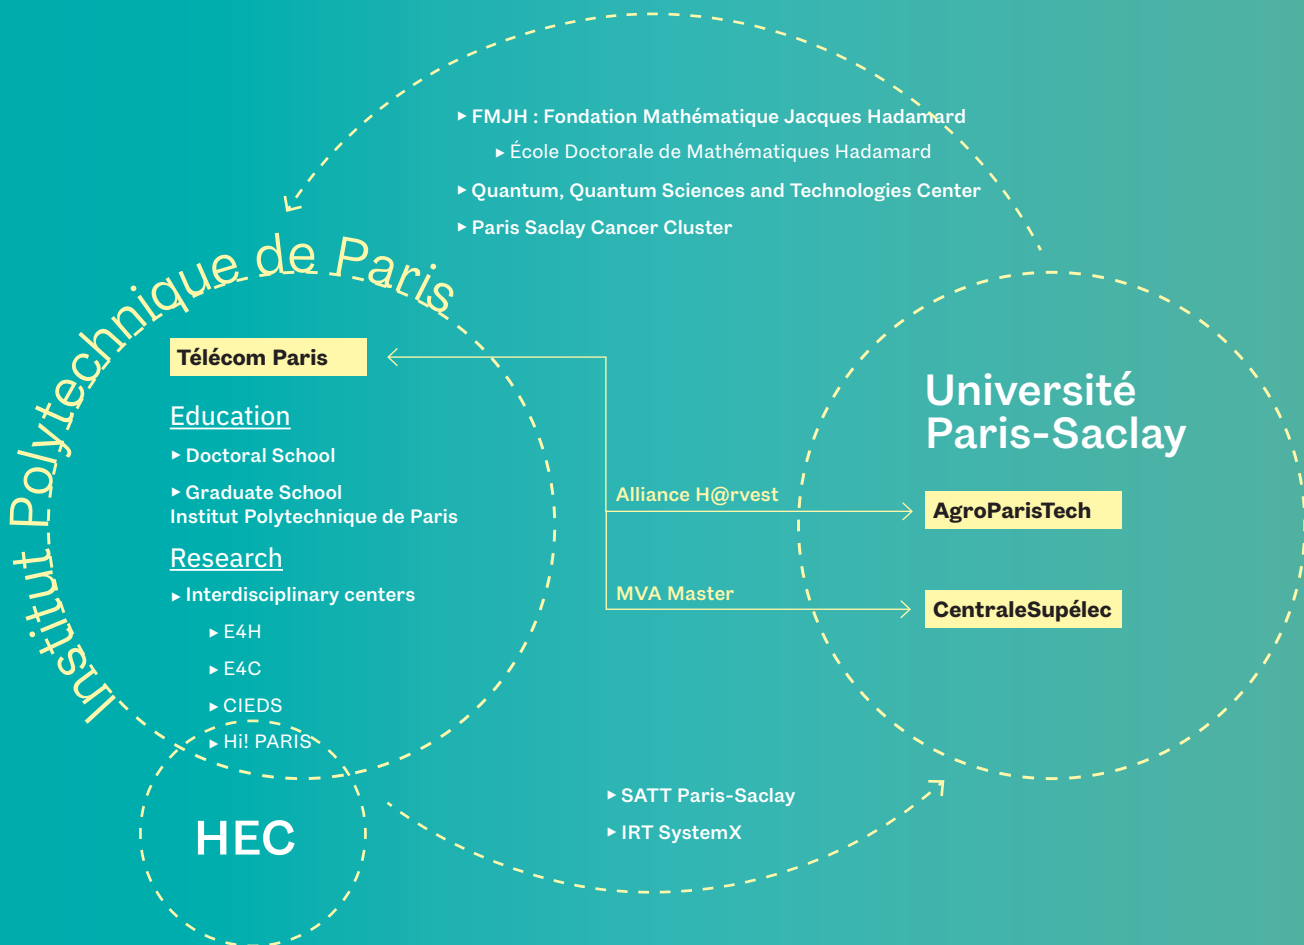 ► FMJH : Fondation Mathématique Jacques Hadamard
► École Doctorale de Mathématiques Hadamard
► Quantum, Quantum Sciences and Technologies Center
► Paris Saclay Cancer Cluster
Institut Polytechnique de Paris
Télécom Paris
Education
► Doctoral School
► Graduate School
Institut Polytechnique de Paris
Research
► Interdisciplinary centers
► E4H
► E4C
► CIEDS
► Hi! PARIS
HEC
Alliance H@rvest
MVA Master
Université
Paris-Saclay
AgroParisTech
CentraleSupélec
► SATT Paris-Saclay
► IRT SystemX